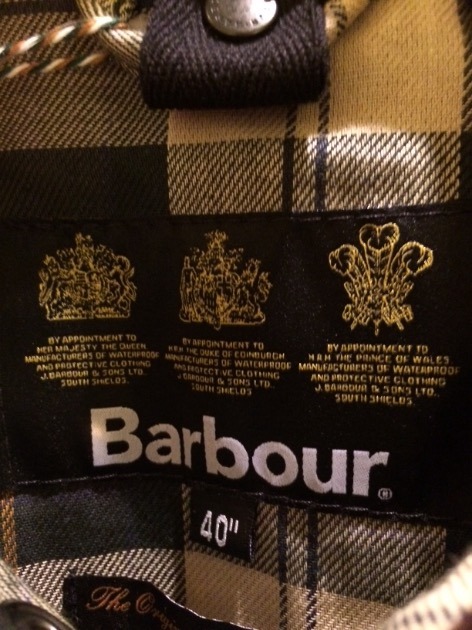 BY APPOINTMENT TO
HER MAJESTY THE QUEEN
MANUFACTURERS OF WATERPROOF
AND PROTECTIVE CLOTHING
J. BARBOUR & SONS LTD.
SOUTH SHIELDS.
BY APPOINTMENT TO
H.R.H. THE DUKE OF EDINBURGH
MANUFACTURERS OF WATERPROOF
AND PROTECTIVE CLOTHING
J. BARBOUR & SONS LTD.
SOUTH SHIELDS.
BY APPOINTMENT TO
H.R.H. THE PRINCE OF WALES
MANUFACTURERS OF WATERPROOF
AND PROTECTIVE CLOTHING
J. BARBOUR & SONS LTD.
SOUTH SHIELDS.
Barbour®
40"
The